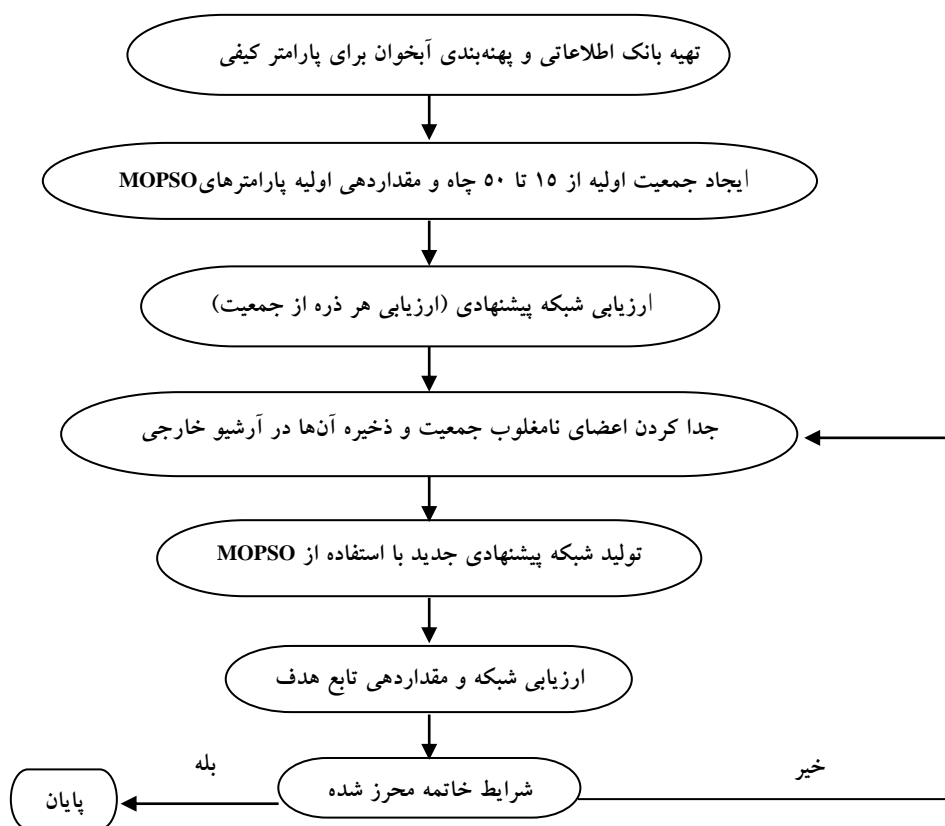 تهیه بانک اطلاعاتی و پهنه‌بندی آبخوان برای پارامتر کیفی
ایجاد جمعیت اولیه از ۱۵ تا ۵۰ چاه و مقداردهی اولیه پارامترهای MOPSO
ارزیابی شبکه پیشنهادی (ارزیابی هر ذره از جمعیت)
جدا کردن اعضای نامغلوب جمعیت و ذخیره آن‌ها در آرشیو خارجی
تولید شبکه پیشنهادی جدید با استفاده از MOPSO
ارزیابی شبکه و مقداردهی تابع هدف
شرایط خاتمه محرز شده
خیر
بله
پایان